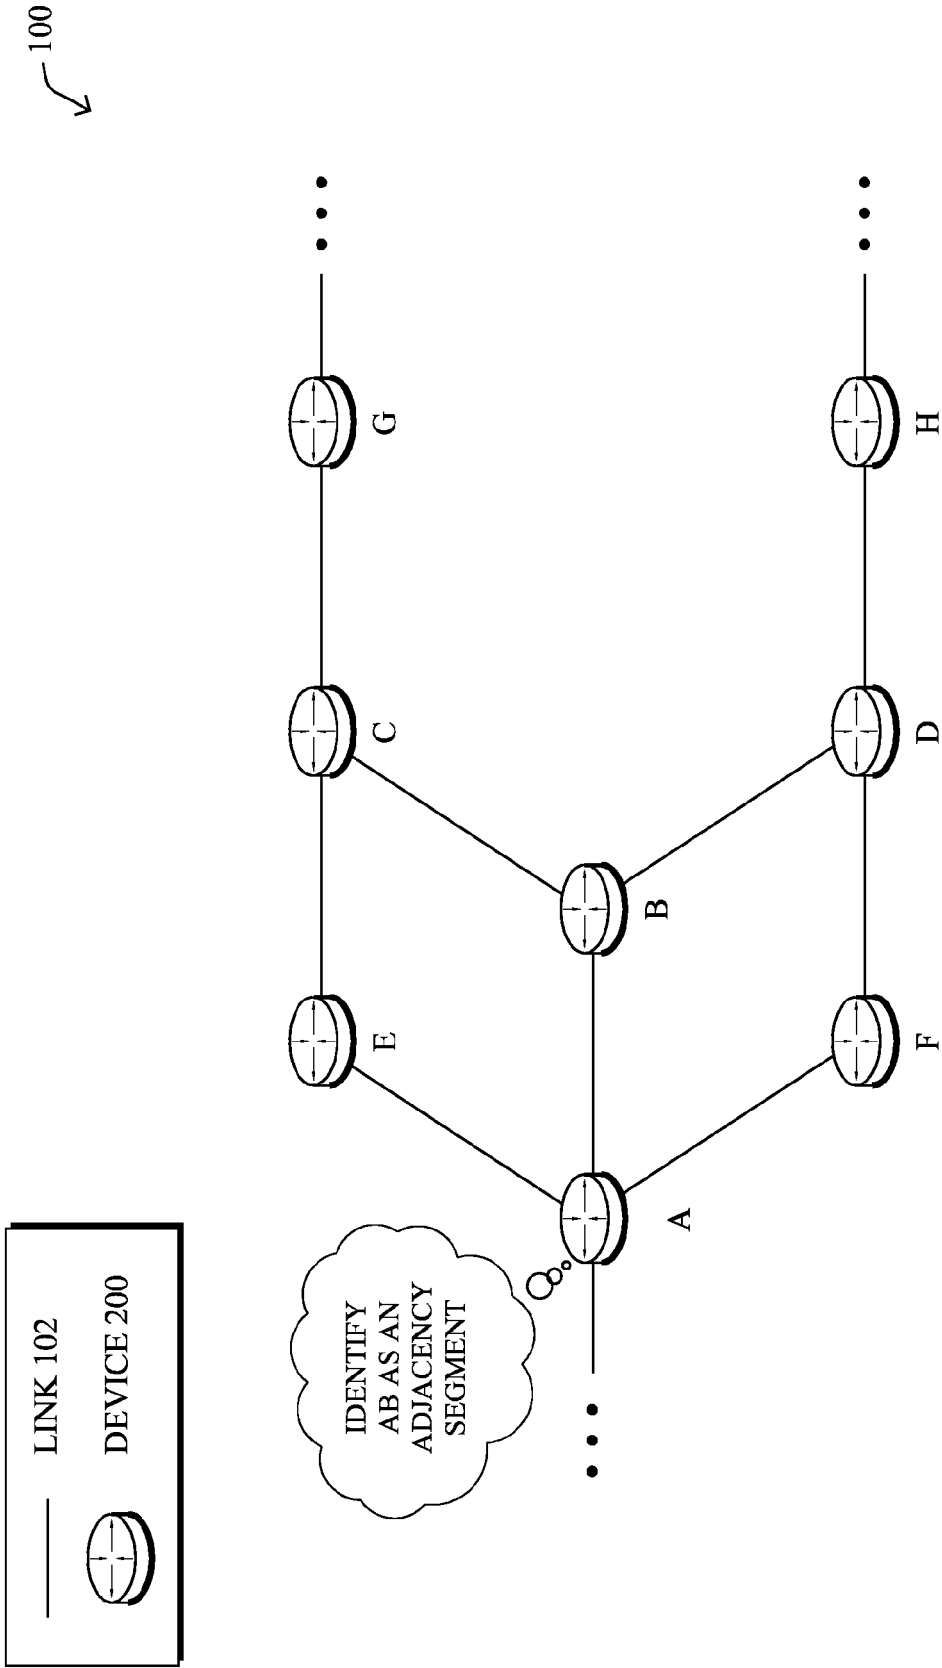 100
LINK 102
DEVICE 200
IDENTIFY
AB AS AN
ADJACENCY
SEGMENT
E
C
G
A
B
F
D
H